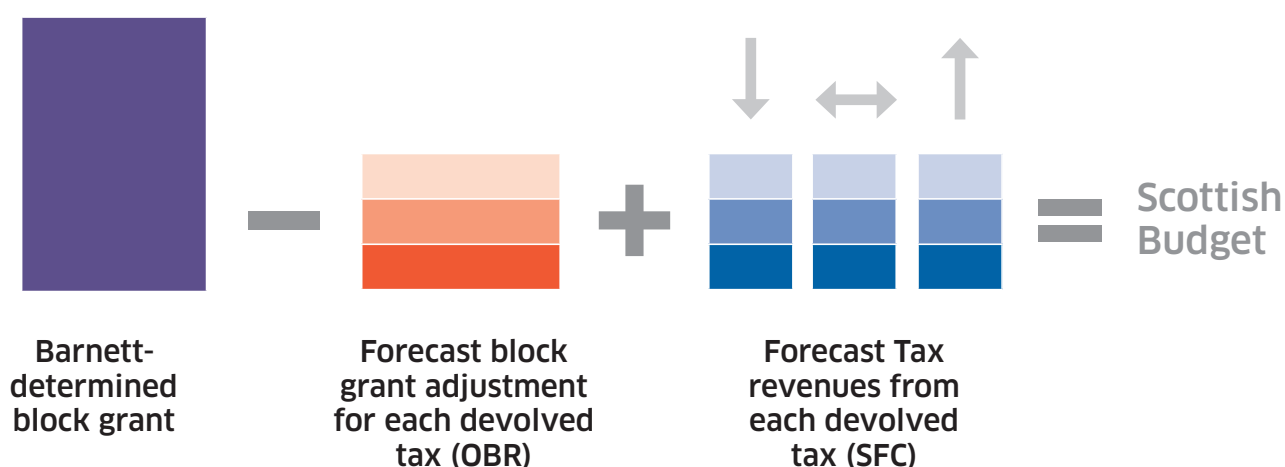 Scottish
Budget
Barnett-
determined
block grant
Forecast block
grant adjustment
for each devolved
tax (OBR)
Forecast Tax
revenues from
each devolved
tax (SFC)